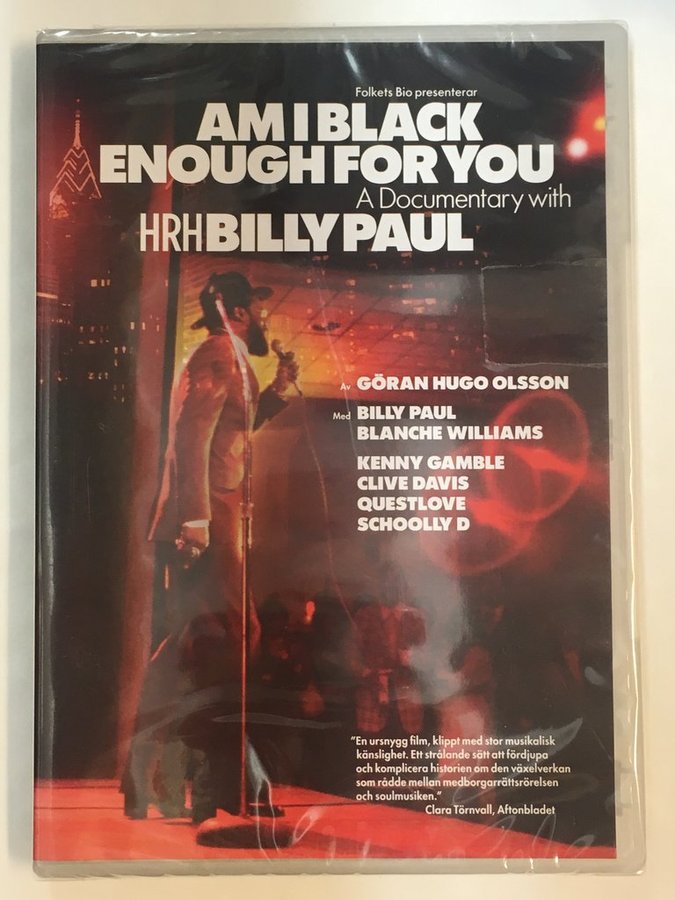 Folkets Bio presenterar
AM I BLACK
ENOUGH FOR YOU
A Documentary with
HRH BILLY PAUL
Av GÖRAN HUGO OLSSON
Med BILLY PAUL
BLANCHE WILLIAMS
KENNY GAMBLE
CLIVE DAVIS
QUESTLOVE
SCHOOLLY D
"En ursnygg film, klippt med stor musikalisk
känslighet. Ett strålande sätt att fördjupa
och komplicera historien om den växelverkan
som rådde mellan medborgarrättsrörelsen
och soulmusiken."
Clara Törnvall, Aftonbladet